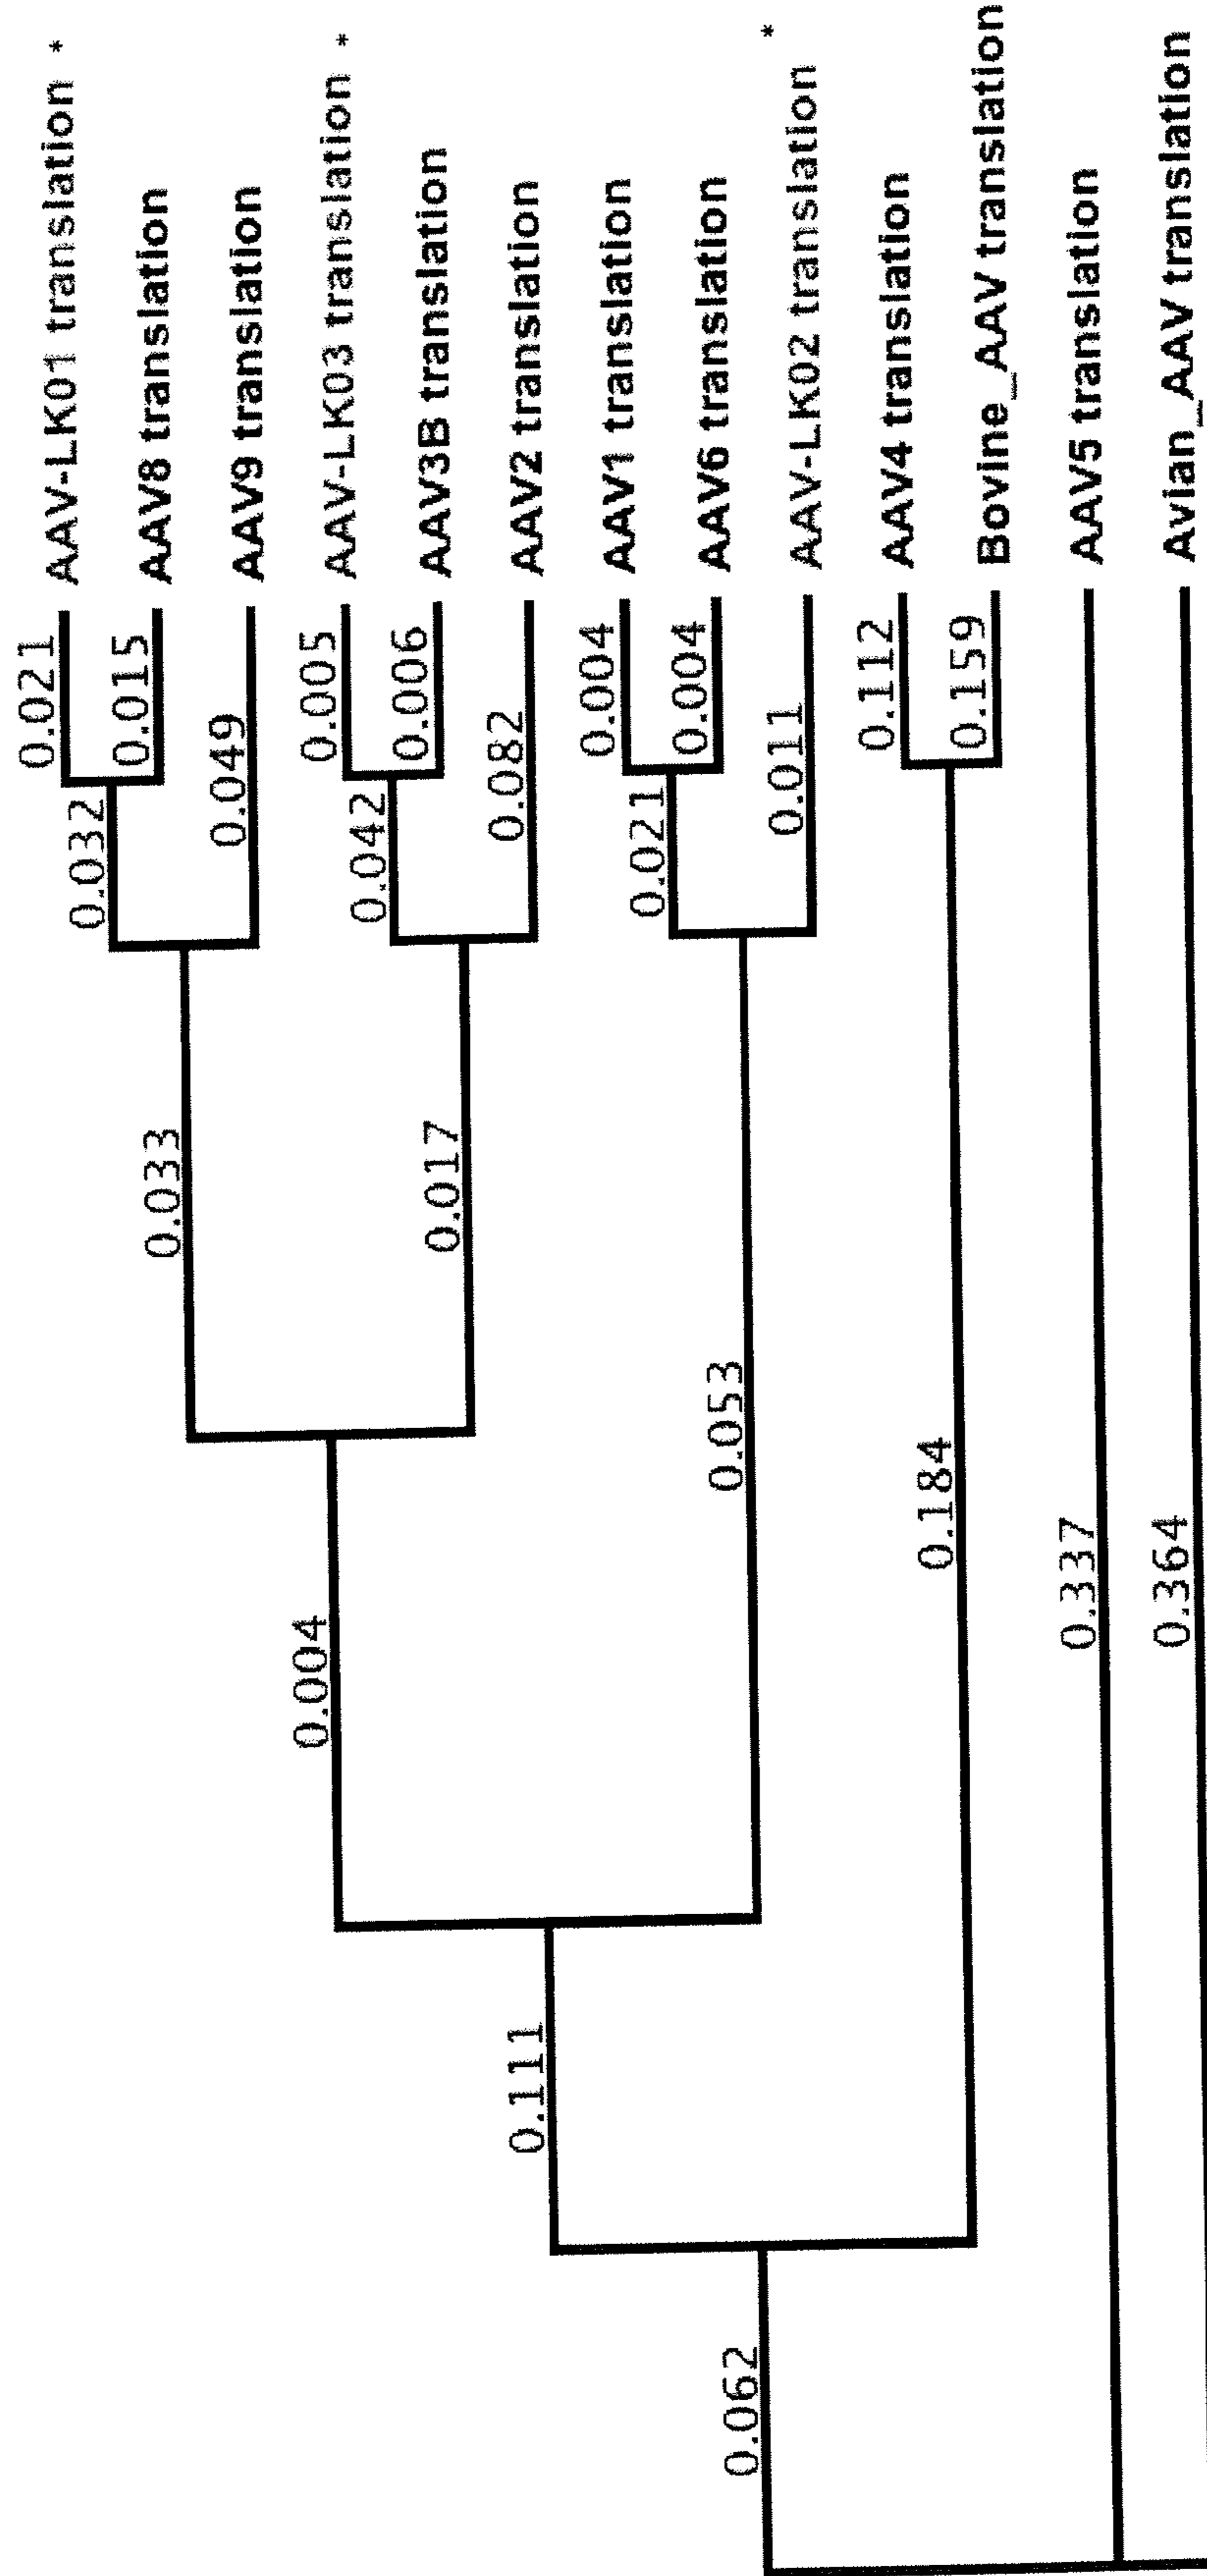 AAV-LK01 translation *
AAV8 translation
AAV9 translation
AAV-LK03 translation *
AAV3B translation
AAV2 translation
AAV1 translation
AAV6 translation
AAV-LK02 translation *
AAV4 translation
Bovine_AAV translation
AAV5 translation
Avian_AAV translation
0.021
0.015
0.032
0.049
0.005
0.006
0.042
0.082
0.004
0.004
0.021
0.011
0.112
0.159
0.033
0.017
0.053
0.004
0.184
0.111
0.337
0.364
0.062